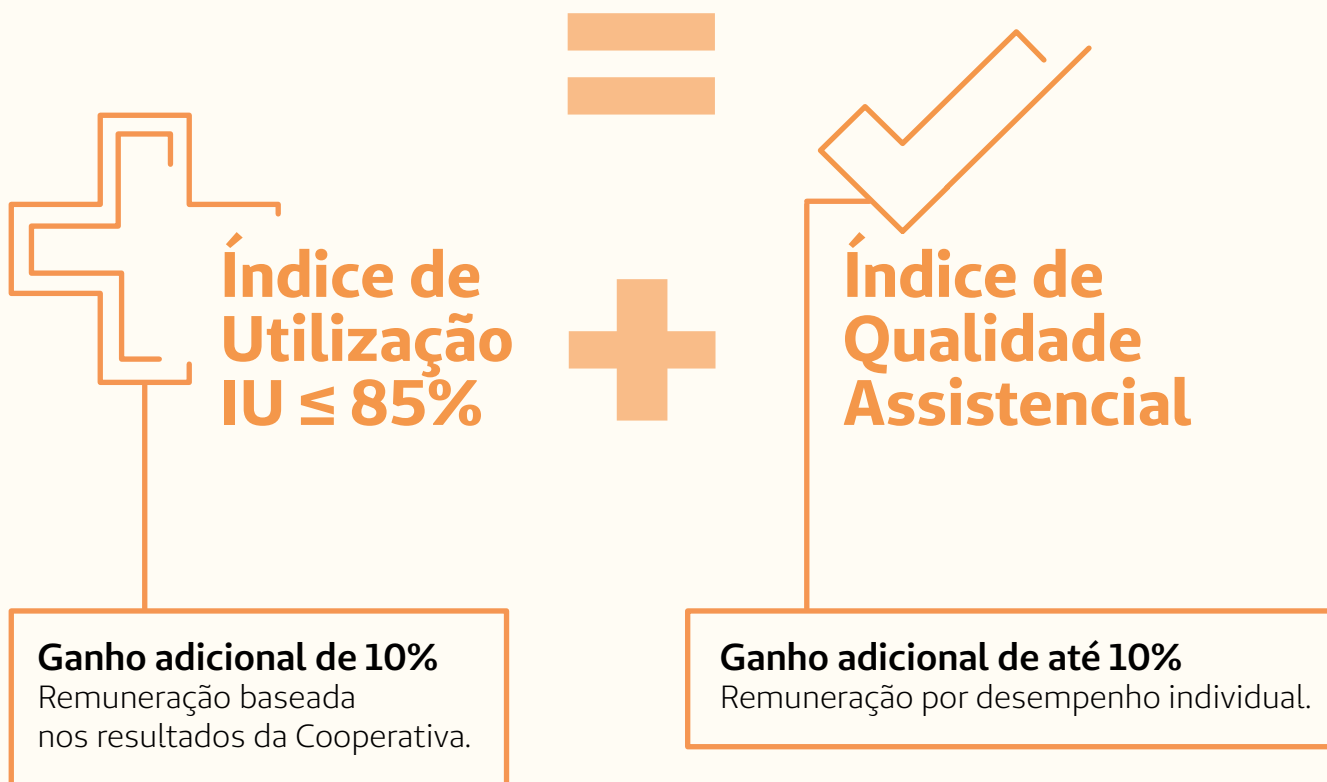 =
Índice de
Utilização
IU ≤ 85%
+
Índice de
Qualidade
Assistencial
Ganho adicional de 10%
Remuneração baseada
nos resultados da Cooperativa.
Ganho adicional de até 10%
Remuneração por desempenho individual.